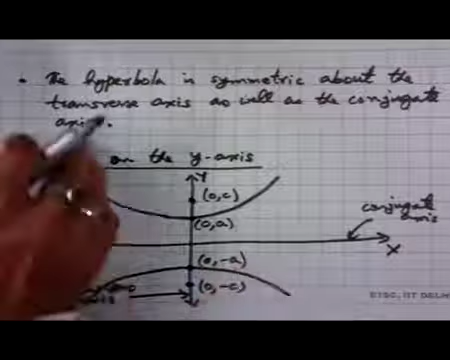 • The hyperbola is symmetric about the
transverse axis as well as the conjugate
axis.
on the y-axis
Y
(0,c)
conjugate
axis
(0,a)
X
(0,-a)
(0,-c)
ETSC, IIT DELHI